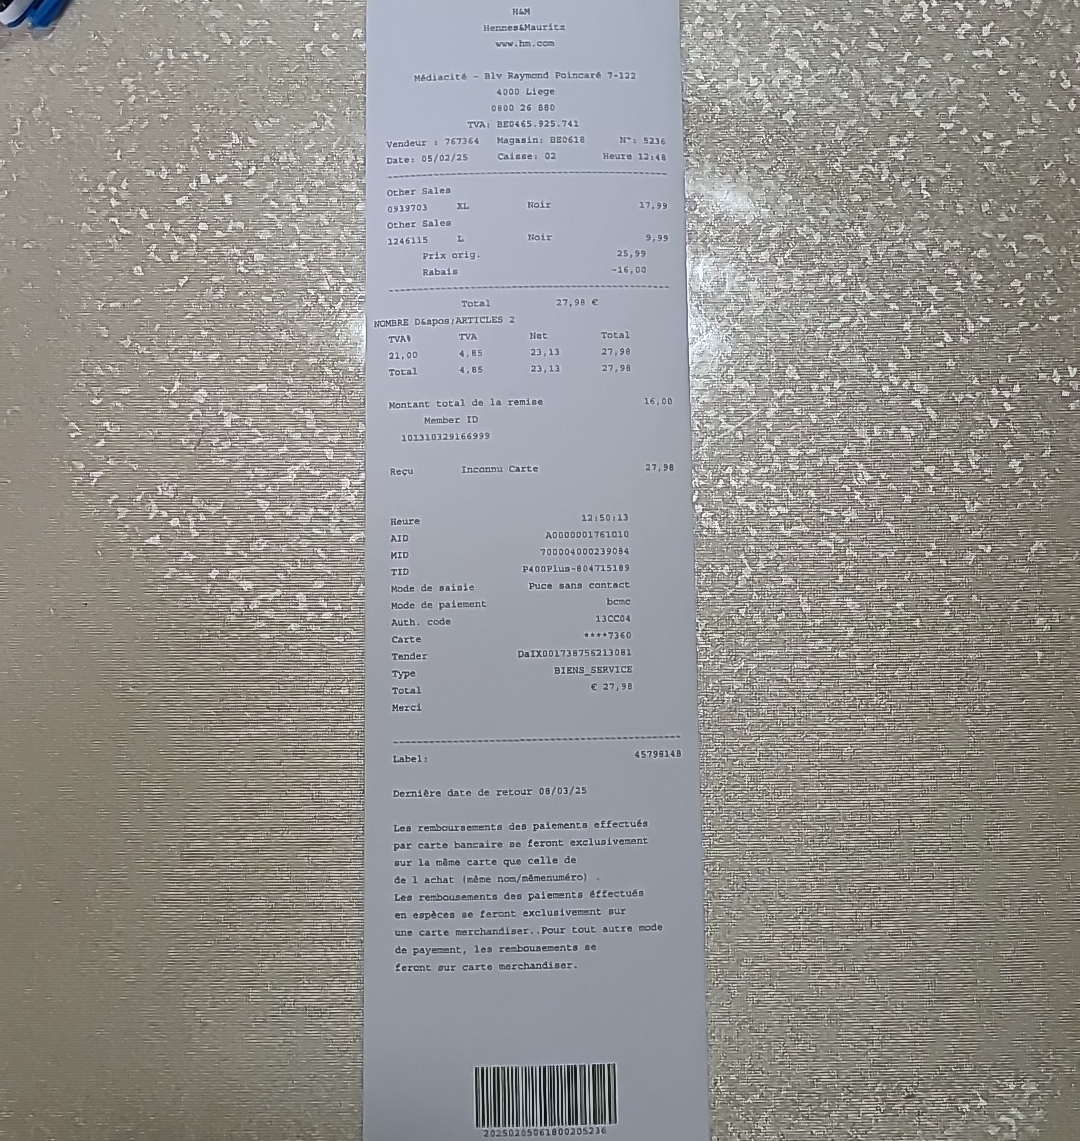 H&M
Hennes&Mauritz
www.hm.com
Médiacité - Blv Raymond Poincaré 7-122
4000 Liege
0800 26 880
TVA: BE0465.925.741
Vendeur : 767364 Magasin: BE0618 N°: 5236
Date: 05/02/25 Caisse: 02 Heure 12:48
Other Sales
0939703 XL Noir 17,99
Other Sales
1246115 L Noir 9,99
Prix orig. 25,99
Rabais -16,00
Total 27,98 €
NOMBRE D&apos;ARTICLES 2
TVA% TVA Net Total
21,00 4,85 23,13 27,98
Total 4,85 23,13 27,98
Montant total de la remise 16,00
Member ID
101310329166999
Reçu Inconnu Carte 27,98
Heure 12:50:13
AID A0000001761010
MID 700004000239084
TID P400Plus-804715189
Mode de saisie Puce sans contact
Mode de paiement bcmc
Auth. code 13CC04
Carte ****7360
Tender DaIX001738756213081
Type BIENS_SERVICE
Total € 27,98
Merci
Label: 45798148
Dernière date de retour 08/03/25
Les remboursements des paiements effectués
par carte bancaire se feront exclusivement
sur la même carte que celle de
de l achat (même nom/mêmenuméro) .
Les rembousements des paiements éffectués
en espèces se feront exclusivement sur
une carte merchandiser..Pour tout autre mode
de payement, les rembousements se
feront sur carte merchandiser.
20250205061800205236